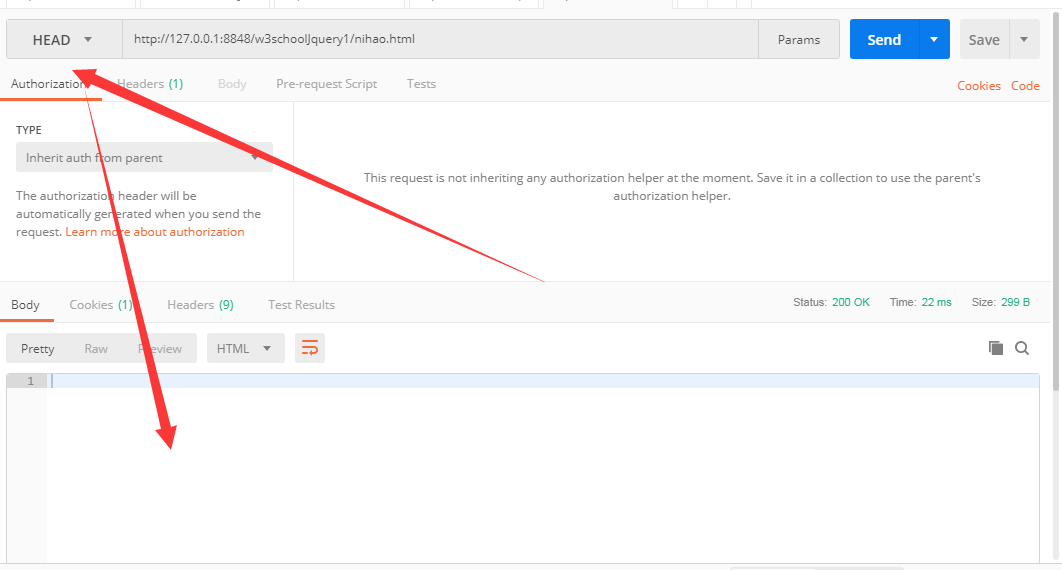 HEAD http://127.0.0.1:8848/w3schoolJquery1/nihao.html Params Send Save
Authorization Headers (1) Body Pre-request Script Tests Cookies Code
TYPE
Inherit auth from parent
The authorization header will be
automatically generated when you send the
request. Learn more about authorization
This request is not inheriting any authorization helper at the moment. Save it in a collection to use the parent's
authorization helper.
Body Cookies (1) Headers (9) Test Results Status: 200 OK Time: 22 ms Size: 299 B
Pretty Raw Preview HTML
1